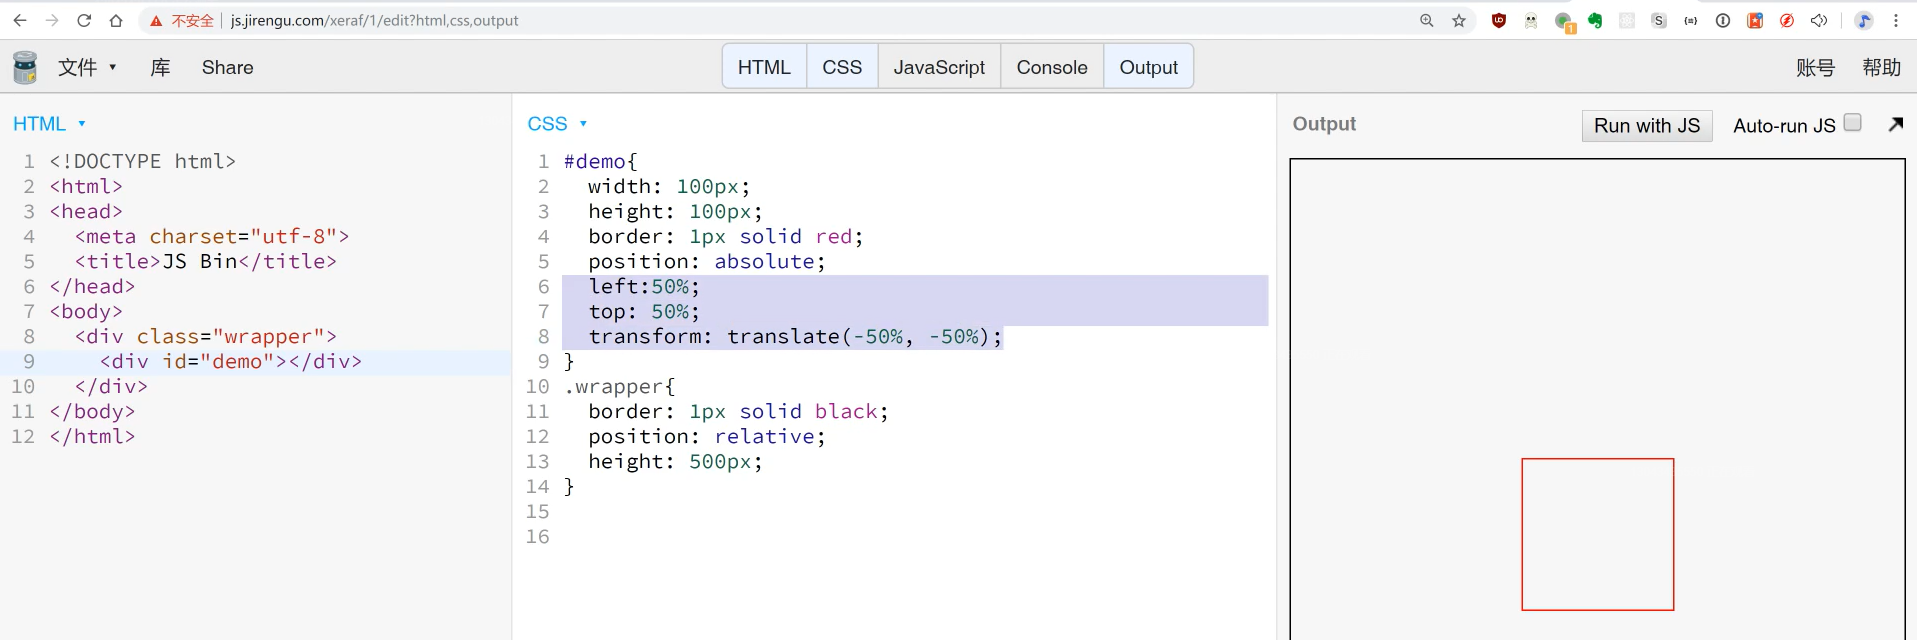 不安全 js.jirengu.com/xeraf/1/edit?html,css,output
文件 库 Share HTML CSS JavaScript Console Output 账号 帮助
HTML
1 <!DOCTYPE html>
2 <html>
3 <head>
4 <meta charset="utf-8">
5 <title>JS Bin</title>
6 </head>
7 <body>
8 <div class="wrapper">
9 <div id="demo"></div>
10 </div>
11 </body>
12 </html>
CSS
1 #demo{
2 width: 100px;
3 height: 100px;
4 border: 1px solid red;
5 position: absolute;
6 left:50%;
7 top: 50%;
8 transform: translate(-50%, -50%);
9 }
10 .wrapper{
11 border: 1px solid black;
12 position: relative;
13 height: 500px;
14 }
15
16
Output Run with JS Auto-run JS